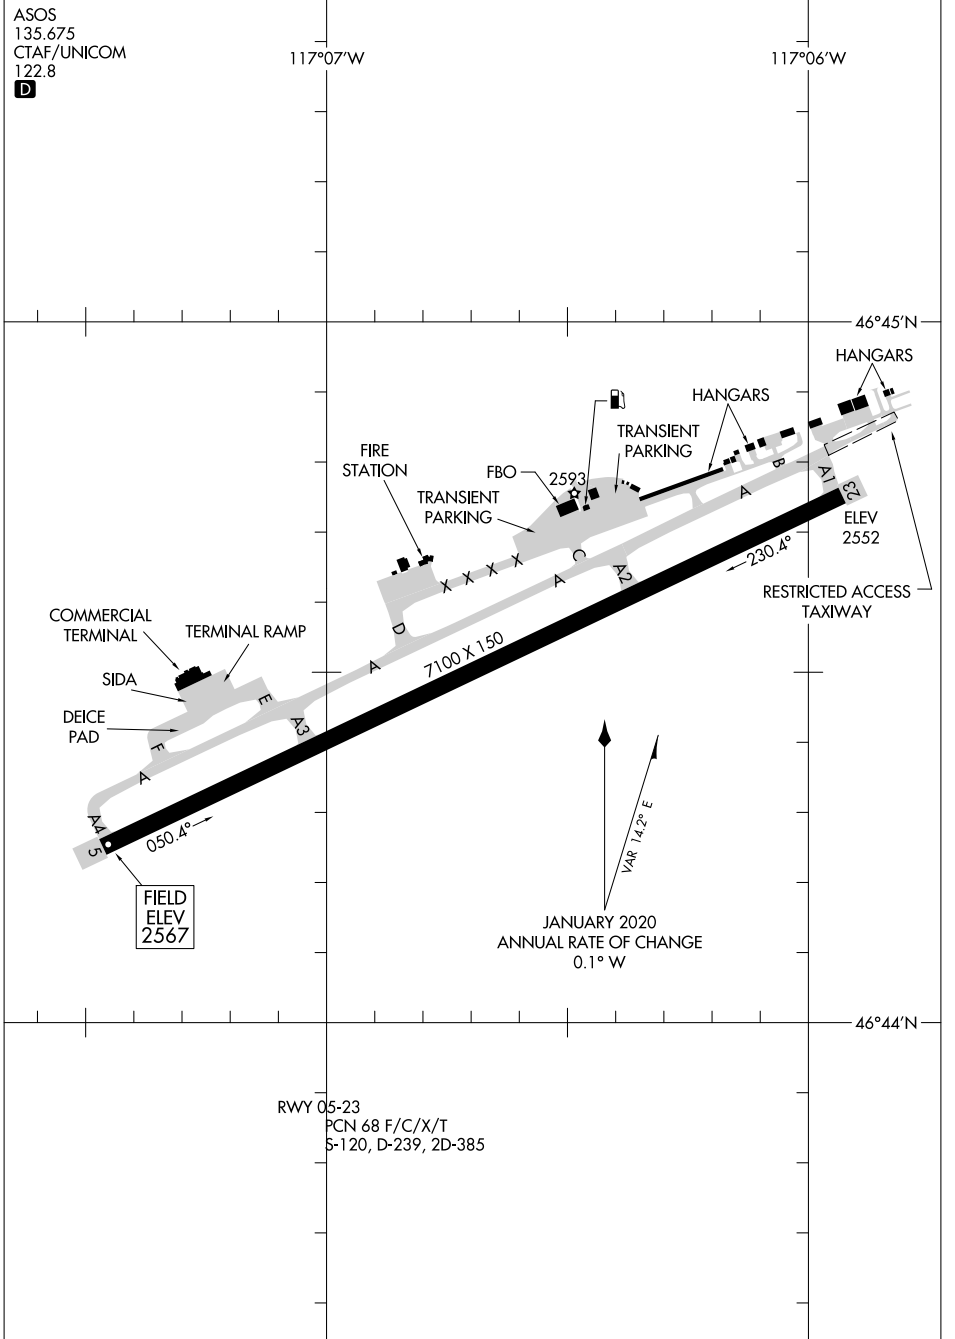 ASOS
135.675
CTAF/UNICOM
122.8
D
117°07'W
117°06'W
46°45'N
HANGARS
HANGARS
TRANSIENT
PARKING
FIRE
STATION
FBO
2593
TRANSIENT
PARKING
B
A
A1
23
ELEV
2552
C
A
A2
230.4°
RESTRICTED ACCESS
TAXIWAY
X X X X
D
A
7100 X 150
COMMERCIAL
TERMINAL
TERMINAL RAMP
SIDA
DEICE
PAD
E
A3
F
A
A4
5
050.4°
FIELD
ELEV
2567
VAR 14.2° E
JANUARY 2020
ANNUAL RATE OF CHANGE
0.1° W
46°44'N
RWY 05-23
PCN 68 F/C/X/T
S-120, D-239, 2D-385